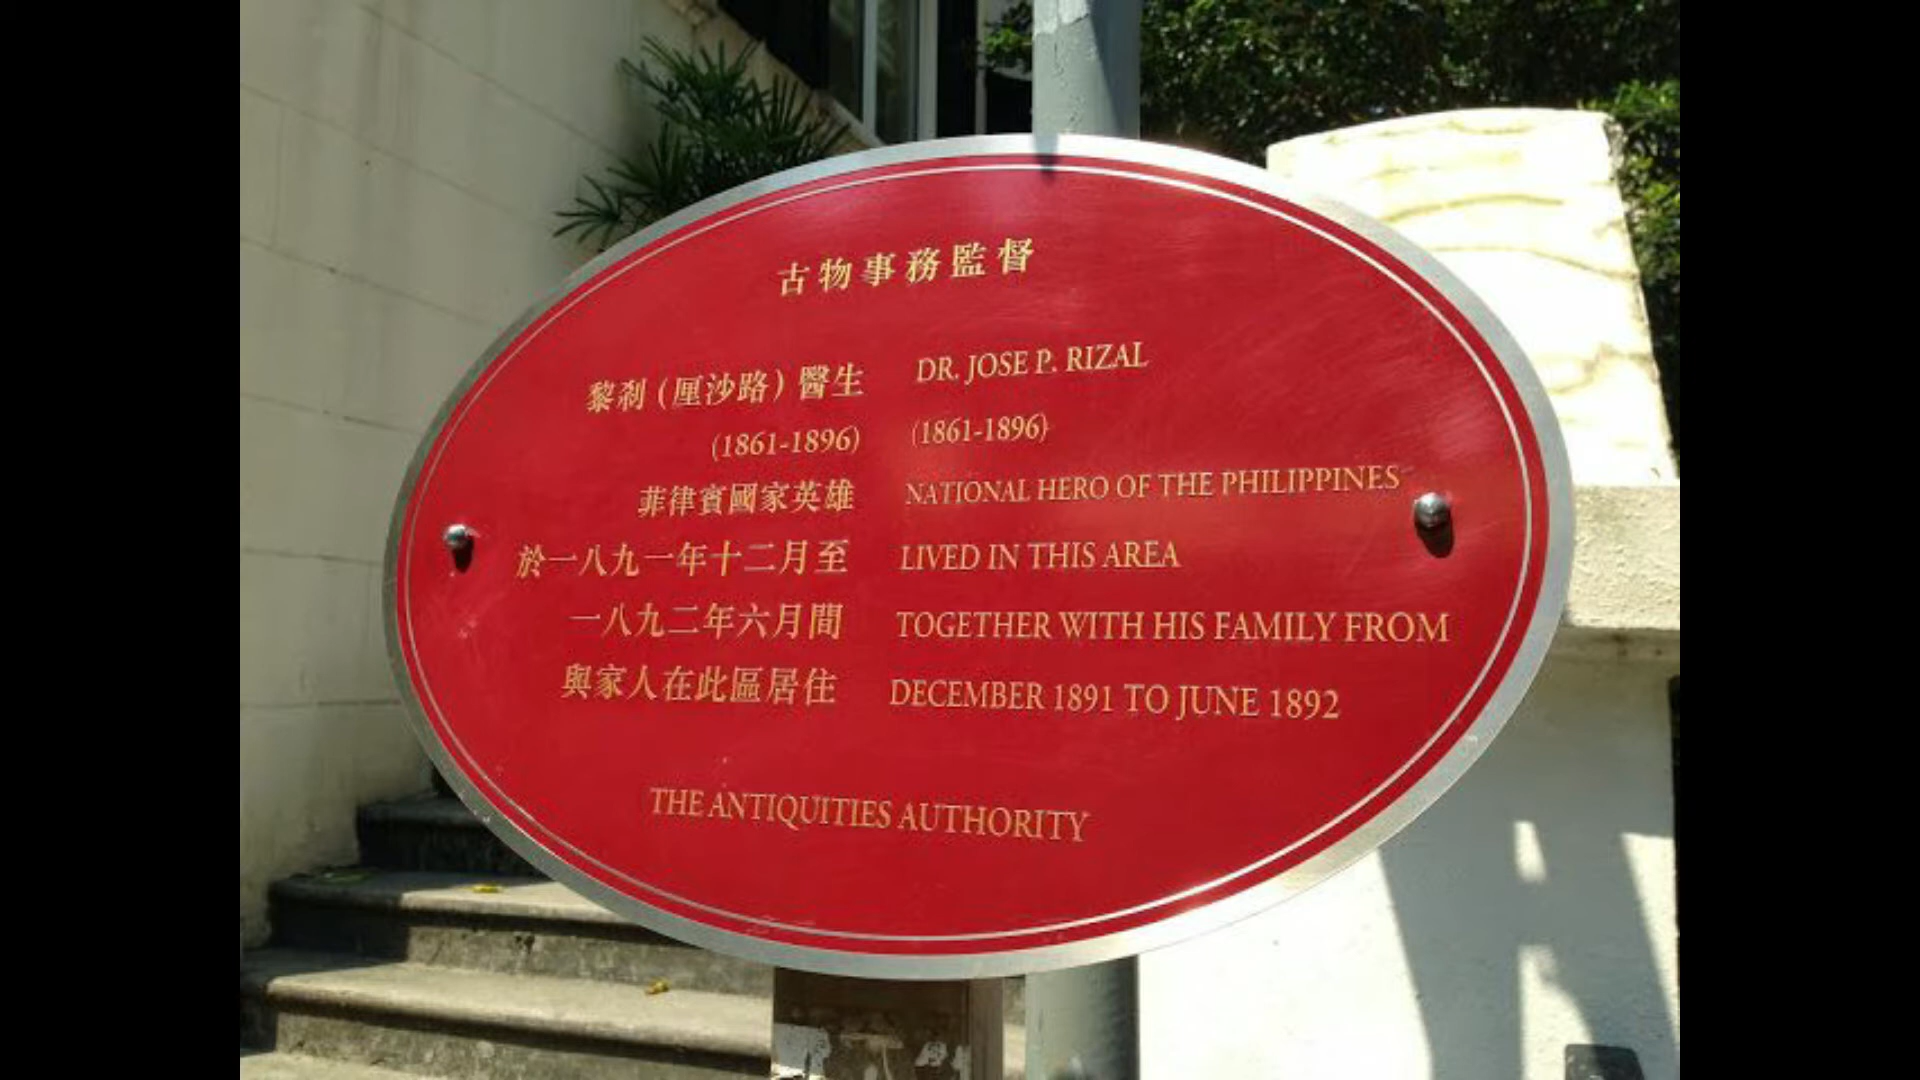 古物事務監督
黎剎（厘沙路）醫生
(1861-1896)
菲律賓國家英雄
於一八九一年十二月至
一八九二年六月間
與家人在此區居住
DR. JOSE P. RIZAL
(1861-1896)
NATIONAL HERO OF THE PHILIPPINES
LIVED IN THIS AREA
TOGETHER WITH HIS FAMILY FROM
DECEMBER 1891 TO JUNE 1892
THE ANTIQUITIES AUTHORITY